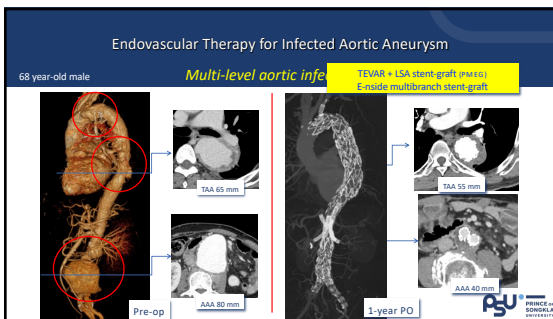 Endovascular Therapy for Infected Aortic Aneurysm
68 year-old male
Multi-level aortic infe
TEVAR + LSA stent-graft (PMEG)
E-nside multibranch stent-graft
TAA 65 mm
TAA 55 mm
AAA 80 mm
AAA 40 mm
Pre-op
1-year PO
PSU
PRINCE OF
SONGKLA
UNIVERSITY